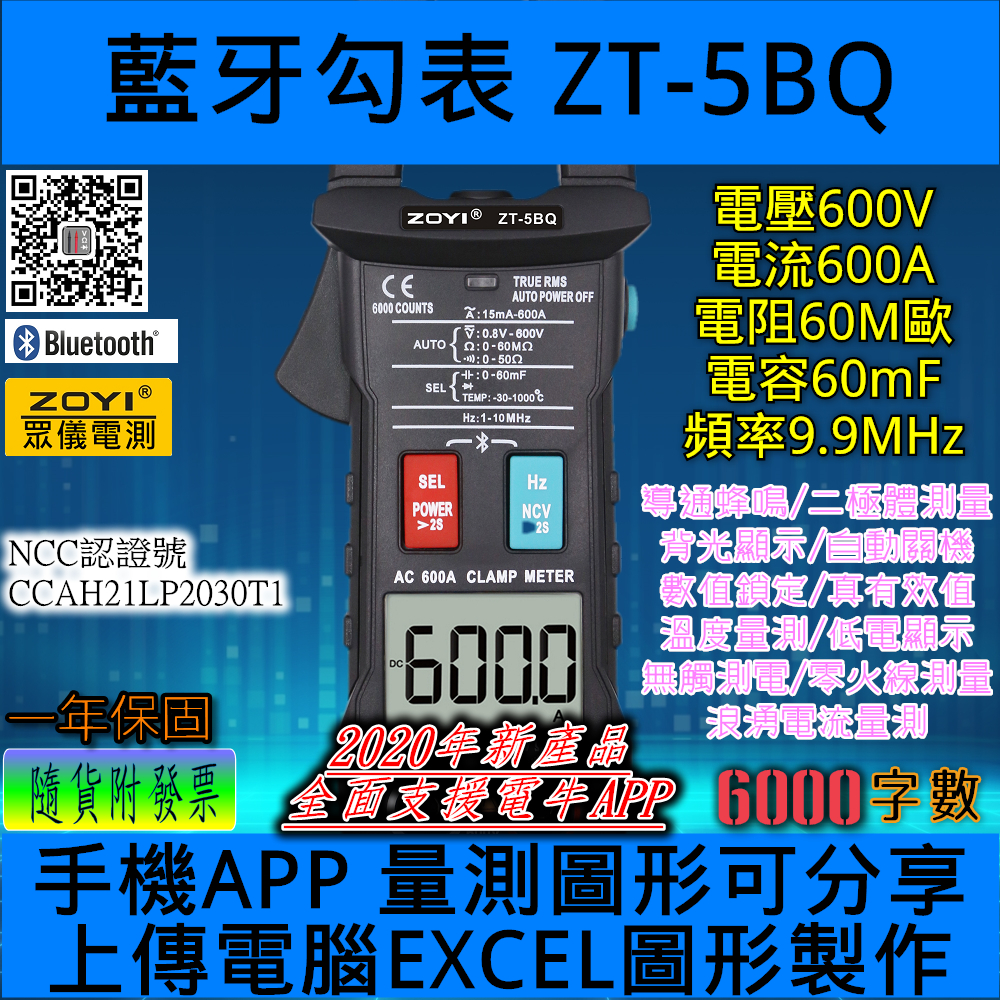 藍牙勾表 ZT-5BQ
ZOYI® ZT-5BQ
CE
6000 COUNTS
TRUE RMS
AUTO POWER OFF
Ã:15mA-600A
AUTO
V:0.8V-600V
Ω:0-60MΩ
:0-50Ω
SEL
:0-60mF
TEMP:-30-1000℃
Hz:1-10MHz
SEL
POWER
>2S
Hz
NCV
2S
AC 600A CLAMP METER
DC
600.0
A
Bluetooth®
ZOYI®
眾儀電測
NCC認證號
CCAH21LP2030T1
一年保固
隨貨附發票
電壓600V
電流600A
電阻60M歐
電容60mF
頻率9.9MHz
導通蜂鳴/二極體測量
背光顯示/自動關機
數值鎖定/真有效值
溫度量測/低電顯示
無觸測電/零火線測量
浪湧電流量測
2020年新產品
全面支援電牛APP
6000字數
手機APP 量測圖形可分享
上傳電腦EXCEL圖形製作